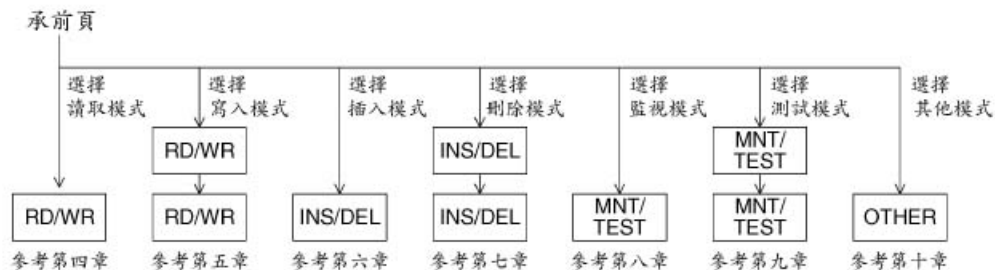 承前頁
選擇
讀取模式
選擇
寫入模式
選擇
插入模式
選擇
刪除模式
選擇
監視模式
選擇
測試模式
選擇
其他模式
RD/WR
INS/DEL
MNT/
TEST
RD/WR
RD/WR
INS/DEL
INS/DEL
MNT/
TEST
MNT/
TEST
OTHER
參考第四章
參考第五章
參考第六章
參考第七章
參考第八章
參考第九章
參考第十章